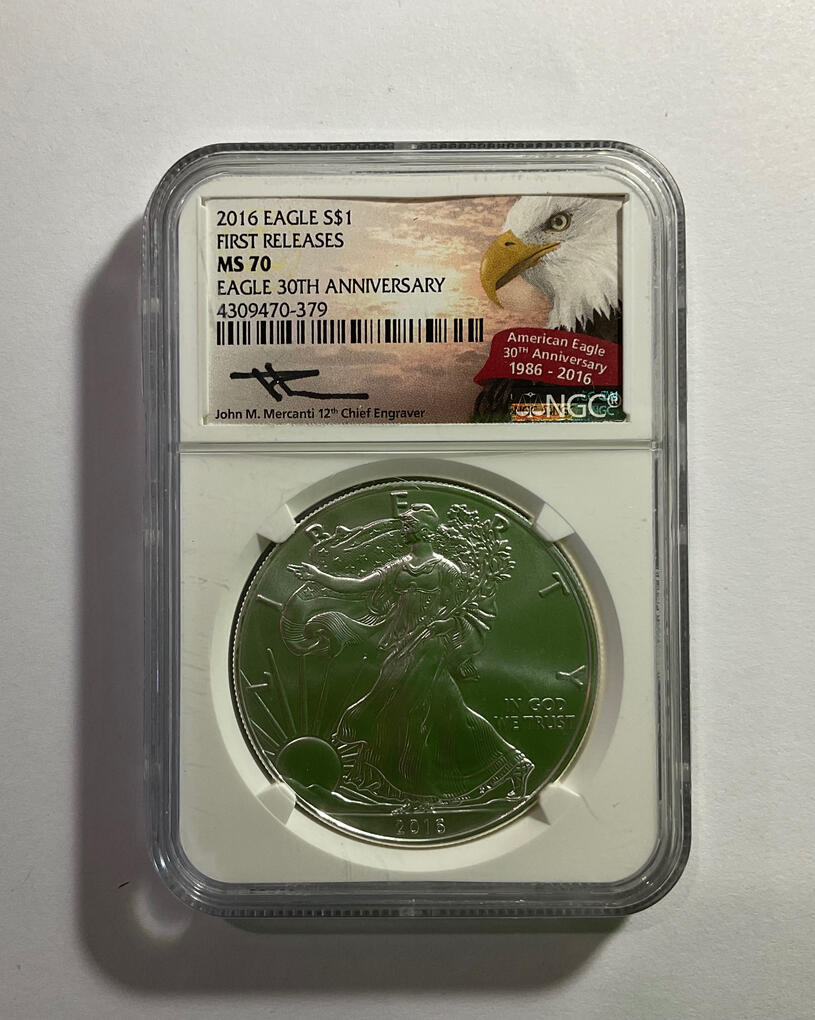 2016 EAGLE S$1
FIRST RELEASES
MS 70
EAGLE 30TH ANNIVERSARY
4309470-379
American Eagle
30TH Anniversary
1986 - 2016
NGC®
John M. Mercanti 12th Chief Engraver
LIBERTY
IN GOD
WE TRUST
2016